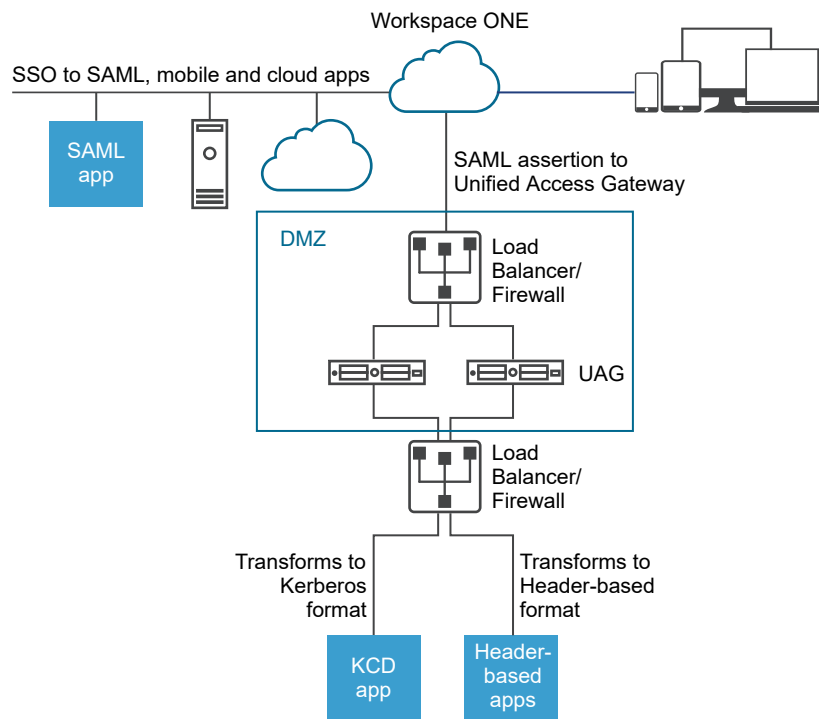 Workspace ONE
SSO to SAML, mobile and cloud apps
SAML
app
SAML assertion to
Unified Access Gateway
DMZ
Load
Balancer/
Firewall
UAG
Load
Balancer/
Firewall
Transforms to
Kerberos
format
Transforms to
Header-based
format
KCD
app
Header-
based
apps